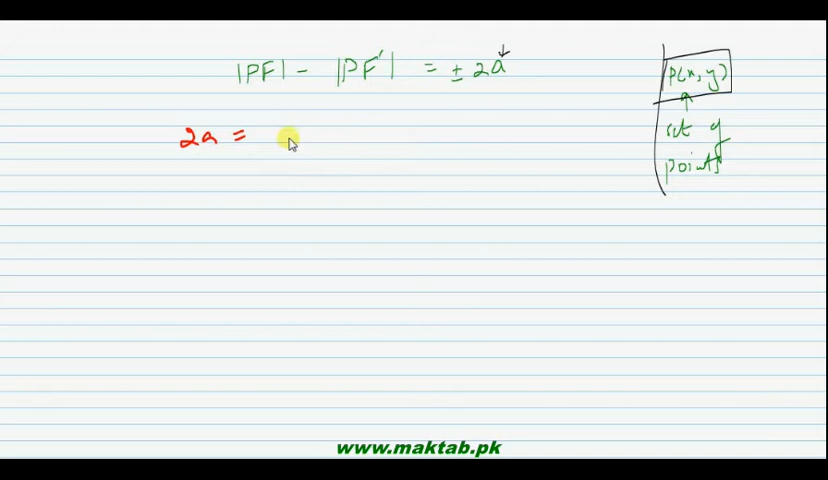 |PF| - |PF'| = ± 2a
P(x, y)
set of
points
2a =
www.maktab.pk